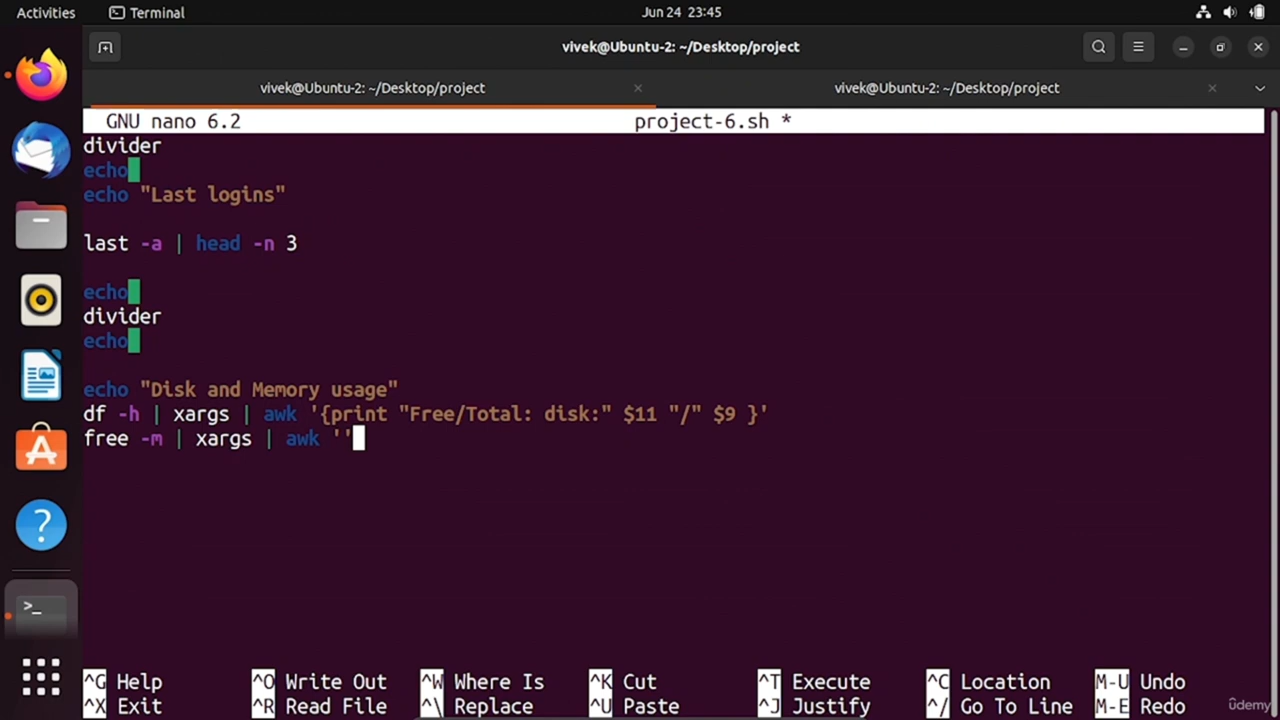 Activities Terminal Jun 24 23:45
vivek@Ubuntu-2: ~/Desktop/project
vivek@Ubuntu-2: ~/Desktop/project vivek@Ubuntu-2: ~/Desktop/project
GNU nano 6.2 project-6.sh *
divider
echo
echo "Last logins"
last -a | head -n 3
echo
divider
echo
echo "Disk and Memory usage"
df -h | xargs | awk '{print "Free/Total: disk:" $11 "/" $9 }'
free -m | xargs | awk ''
^G Help ^O Write Out ^W Where Is ^K Cut ^T Execute ^C Location M-U Undo
^X Exit ^R Read File ^\ Replace ^U Paste ^J Justify ^/ Go To Line M-E Redo
udemy